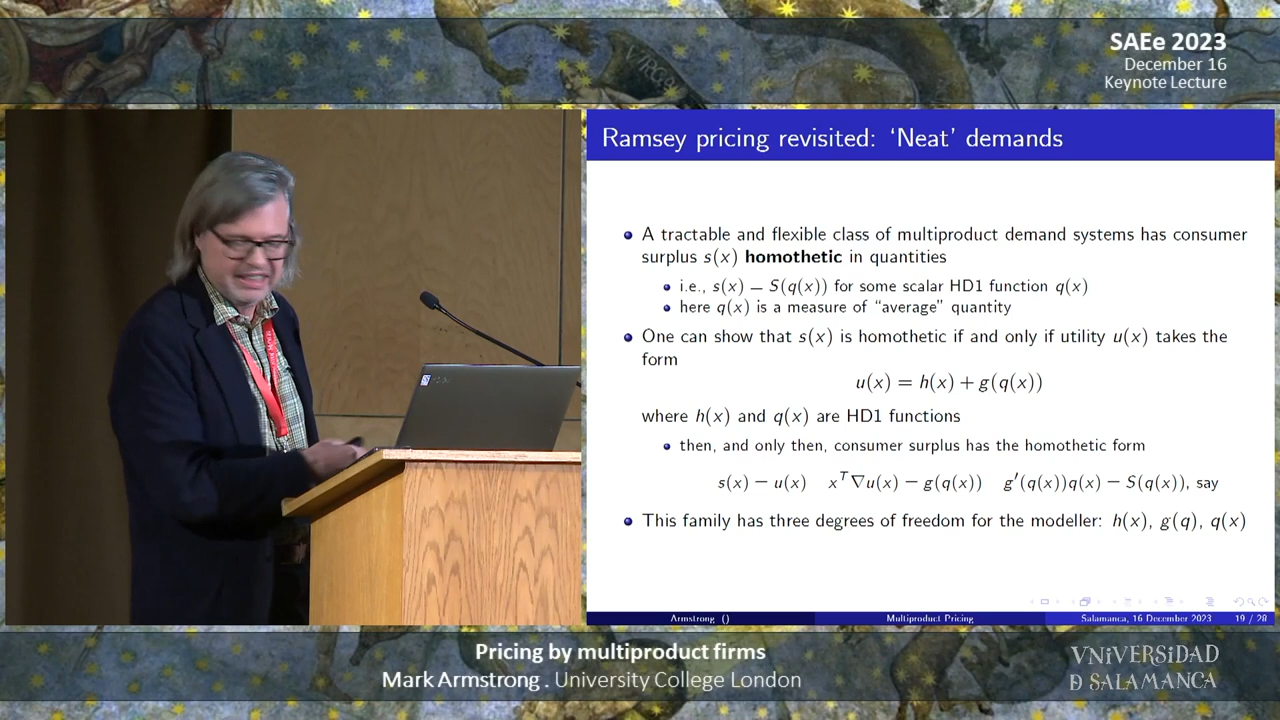 SAEe 2023
December 16
Keynote Lecture
VIRGO
Ramsey pricing revisited: ‘Neat’ demands
A tractable and flexible class of multiproduct demand systems has consumer
surplus s(x) homothetic in quantities
i.e., s(x) = S(q(x)) for some scalar HD1 function q(x)
here q(x) is a measure of “average” quantity
One can show that s(x) is homothetic if and only if utility u(x) takes the
form
u(x) = h(x) + g(q(x))
where h(x) and q(x) are HD1 functions
then, and only then, consumer surplus has the homothetic form
s(x) = u(x) − xᵀ∇u(x) = g(q(x)) − g′(q(x))q(x) = S(q(x)), say
This family has three degrees of freedom for the modeller: h(x), g(q), q(x)
Armstrong ()
Multiproduct Pricing
Salamanca, 16 December 2023
19 / 28
Pricing by multiproduct firms
Mark Armstrong . University College London
VNiVERSiDAD
Ð SALAMANCA